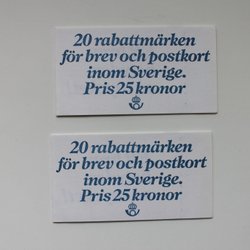 20 rabattmärken
för brev och postkort
inom Sverige.
Pris 25 kronor
20 rabattmärken
för brev och postkort
inom Sverige.
Pris 25 kronor